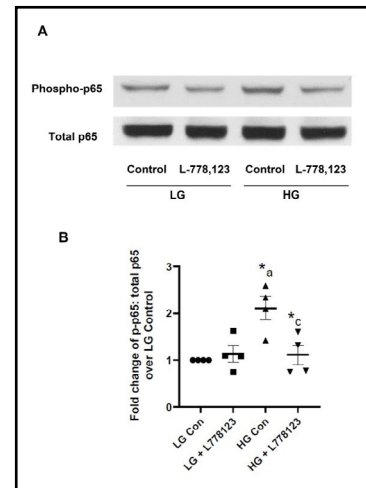 A
Phospho-p65
Total p65
Control L-778,123 Control L-778,123
LG HG
B
Fold change of p-p65: total p65
over LG Control
3
2
1
0
*a
*c
LG Con
LG + L778123
HG Con
HG + L778123